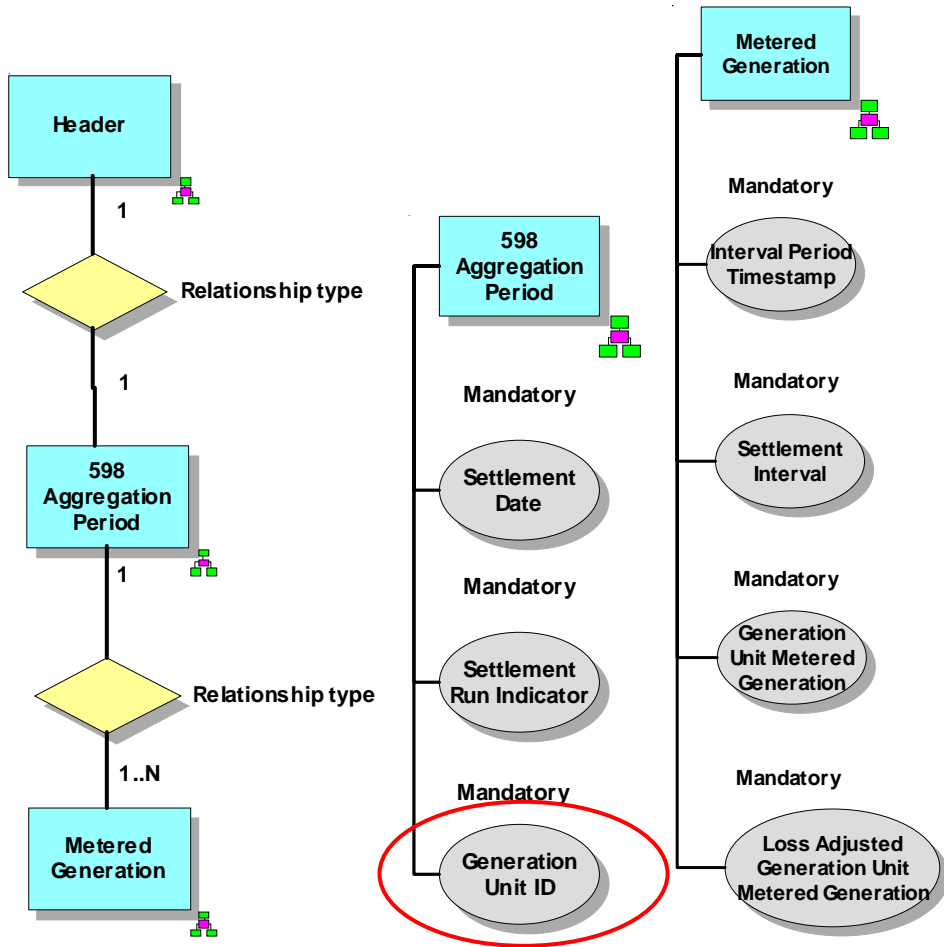 Header
1
Relationship type
1
598
Aggregation
Period
1
Relationship type
1..N
Metered
Generation
598
Aggregation
Period
Mandatory
Settlement
Date
Mandatory
Settlement
Run Indicator
Mandatory
Generation
Unit ID
Metered
Generation
Mandatory
Interval Period
Timestamp
Mandatory
Settlement
Interval
Mandatory
Generation
Unit Metered
Generation
Mandatory
Loss Adjusted
Generation Unit
Metered Generation